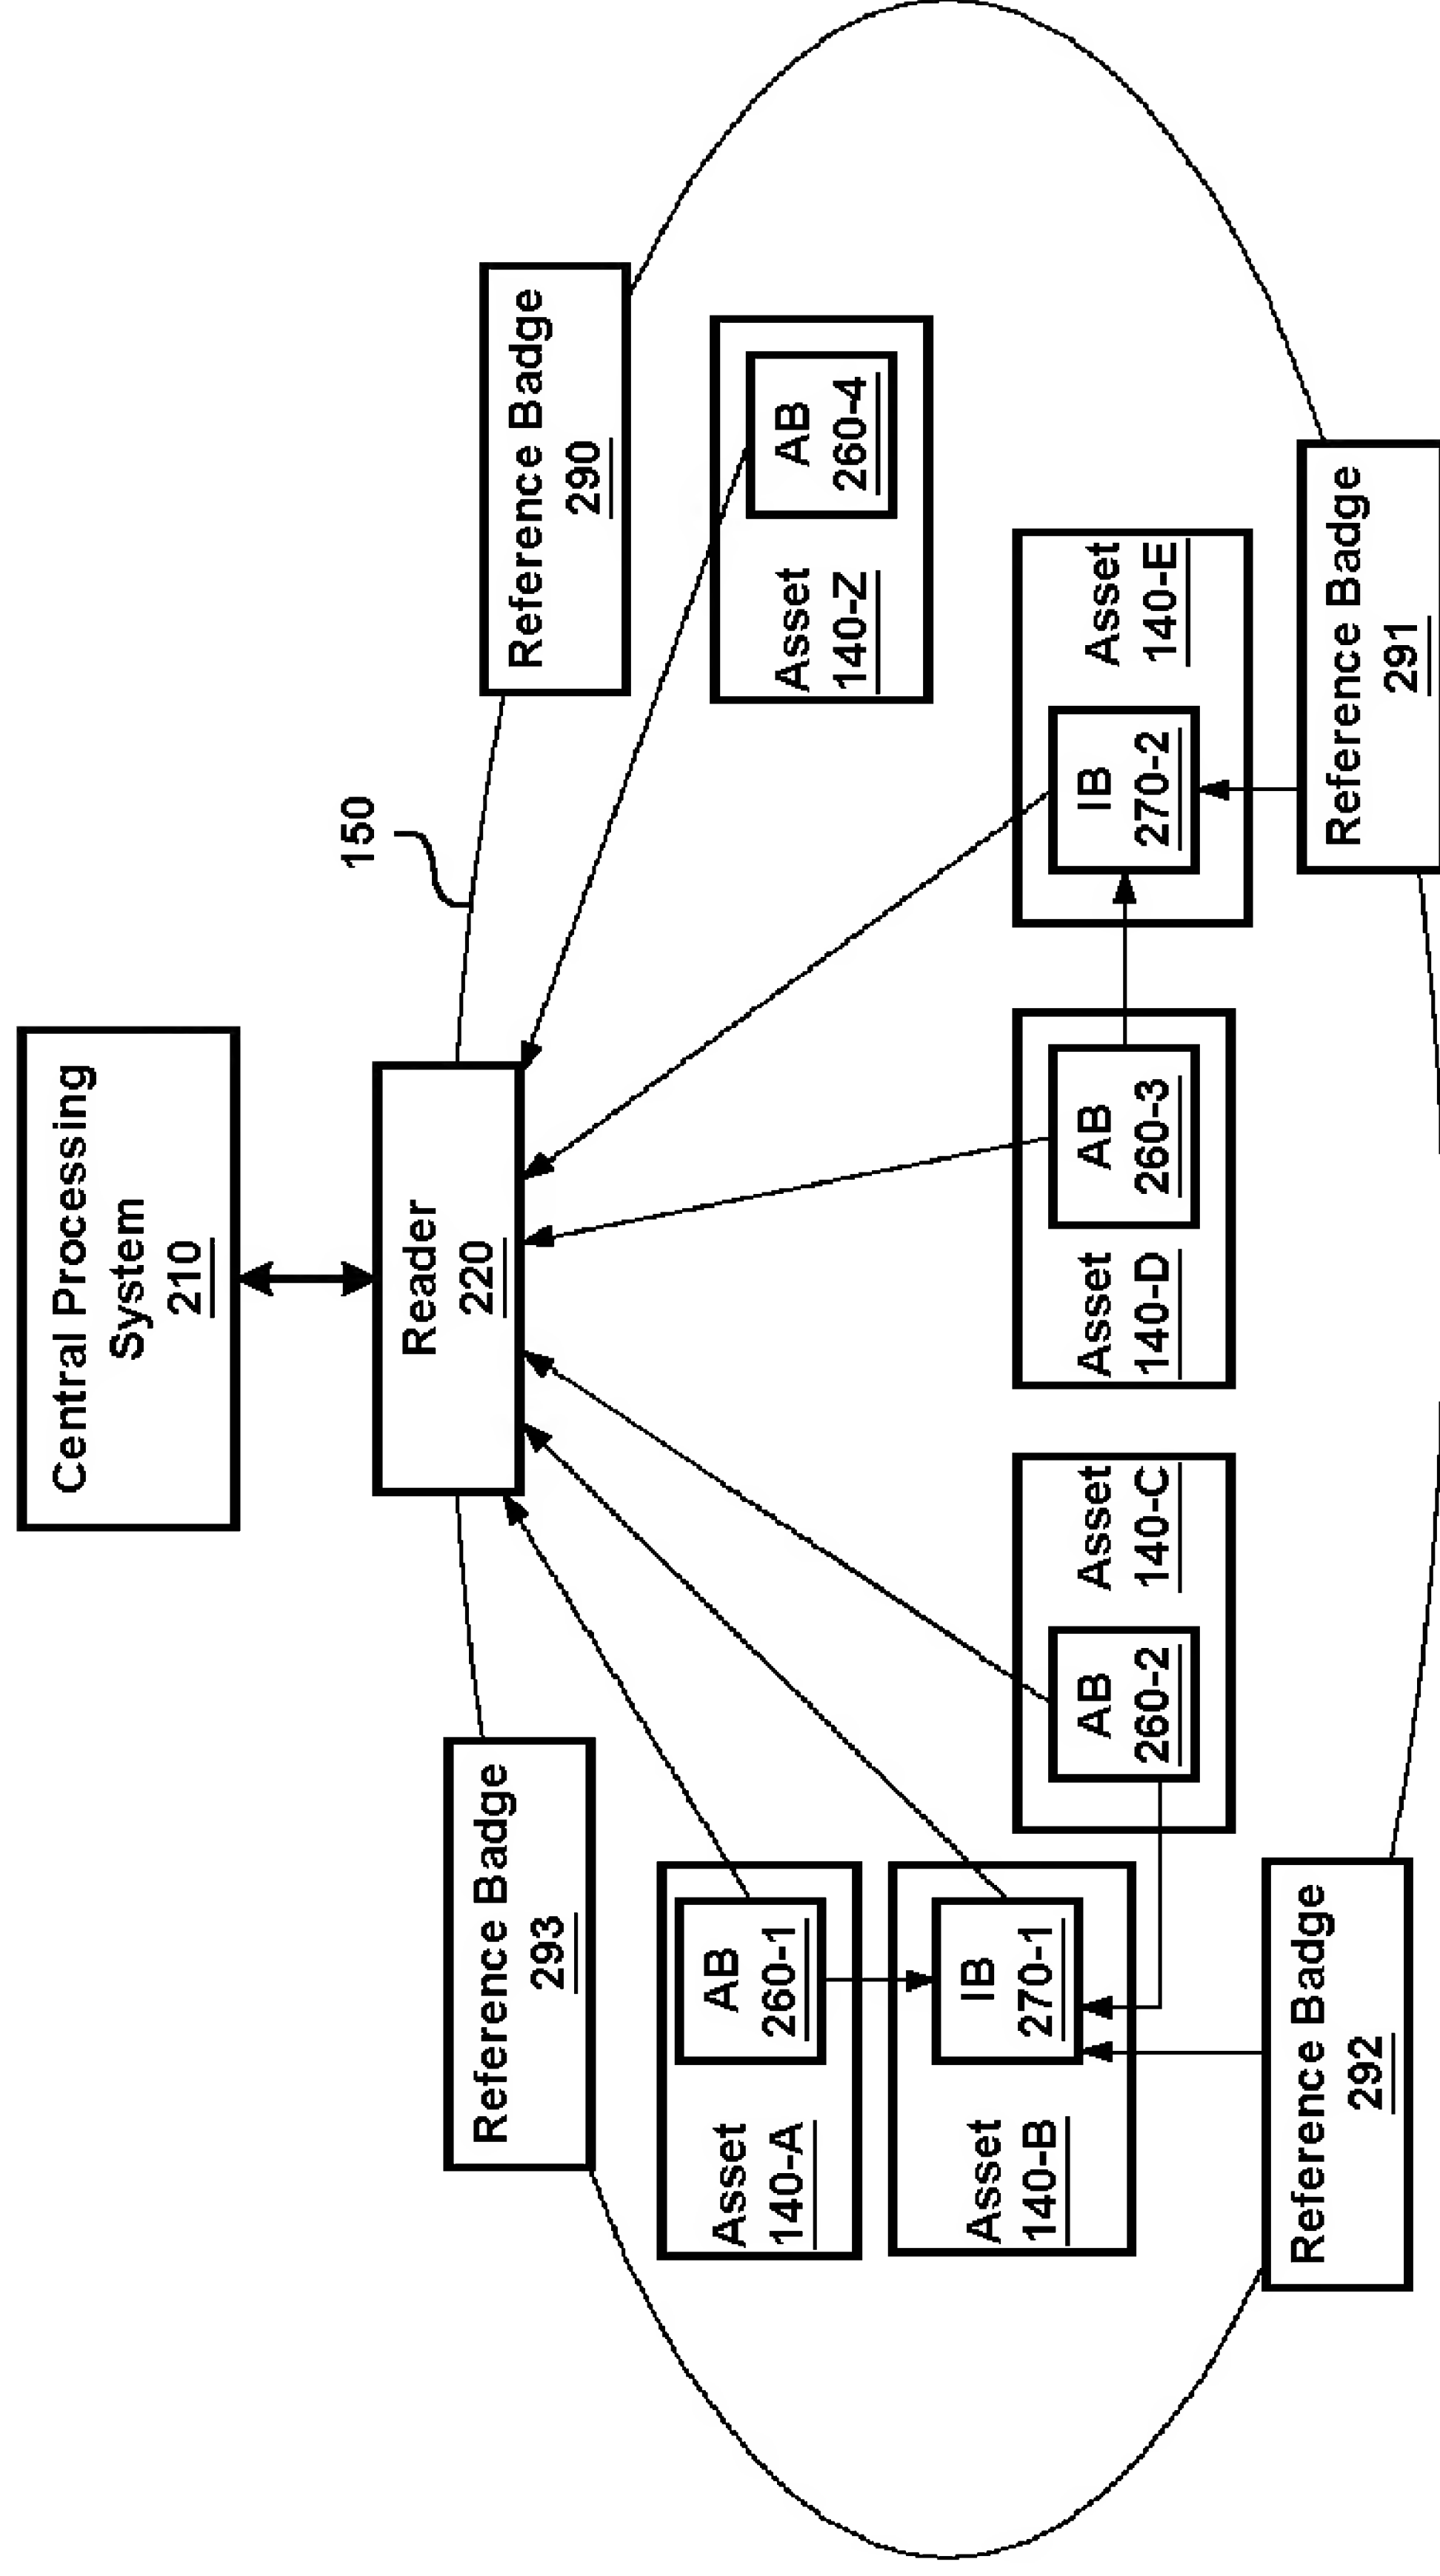 Central Processing
System
210
150
Reader
220
Reference Badge
293
Reference Badge
290
Asset
140-A
AB
260-1
Asset
140-Z
AB
260-4
Asset
140-B
IB
270-1
AB
260-2
Asset
140-C
Asset
140-D
AB
260-3
IB
270-2
Asset
140-E
Reference Badge
292
Reference Badge
291